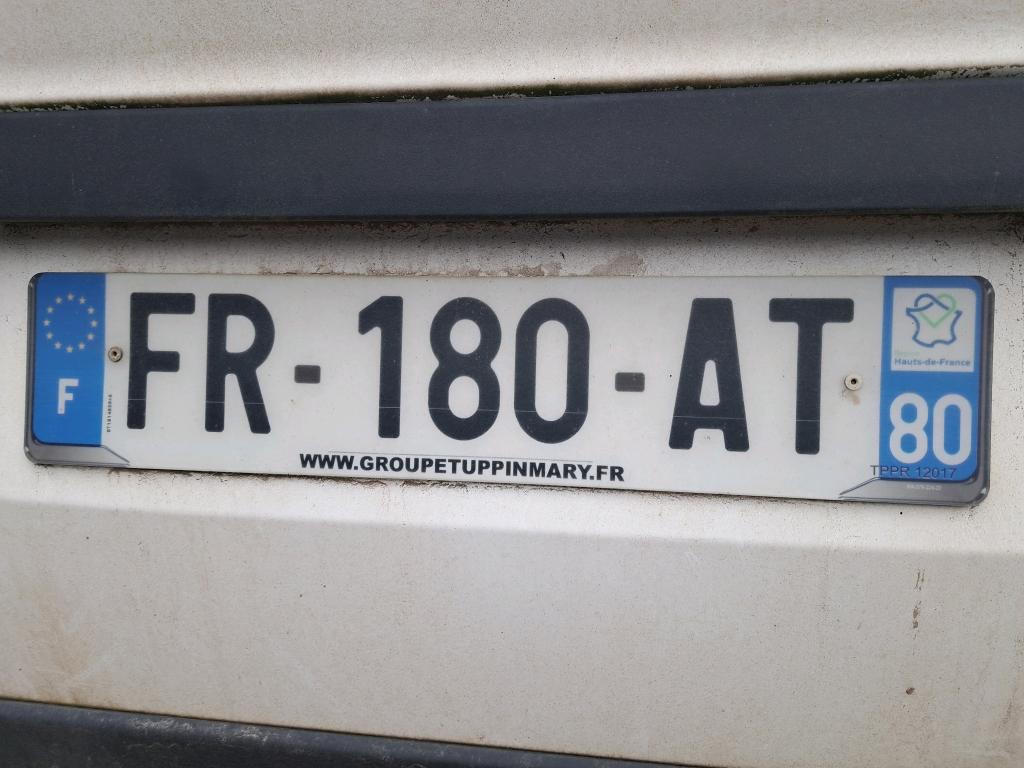 F
FR-180-AT
WWW.GROUPETUPPINMARY.FR
Hauts-de-France
80
TPPR 12017